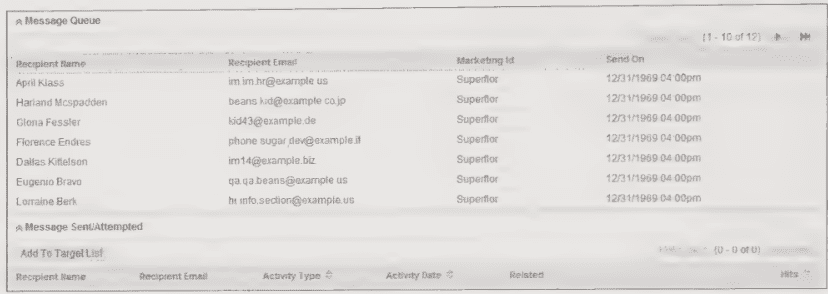 Message Queue
(1 - 10 of 12)
Recipient Name Recipient Email Marketing Id Send On
April Klass im.im.hr@example.us Superflor 12/31/1969 04:00pm
Harland Mcspadden beans.kid@example.co.jp Superflor 12/31/1969 04:00pm
Gloria Fessler kid43@example.de Superflor 12/31/1969 04:00pm
Florence Endres phone.sugar.dev@example.it Superflor 12/31/1969 04:00pm
Dallas Kifielson im14@example.biz Superflor 12/31/1969 04:00pm
Eugenio Bravo qa.qa.beans@example.us Superflor 12/31/1969 04:00pm
Lorraine Berk hr.info.section@example.us Superflor 12/31/1969 04:00pm
Message Sent/Attempted
Add To Target List (0 - 0 of 0)
Recipient Name Recipient Email Activity Type Activity Date Related Hits